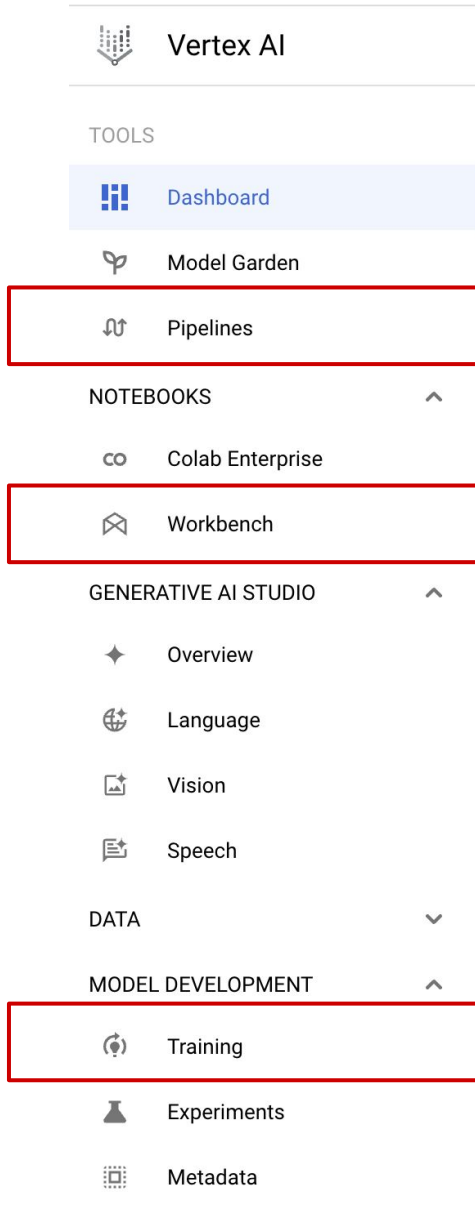 Vertex AI
TOOLS
Dashboard
Model Garden
Pipelines
NOTEBOOKS
Colab Enterprise
Workbench
GENERATIVE AI STUDIO
Overview
Language
Vision
Speech
DATA
MODEL DEVELOPMENT
Training
Experiments
Metadata